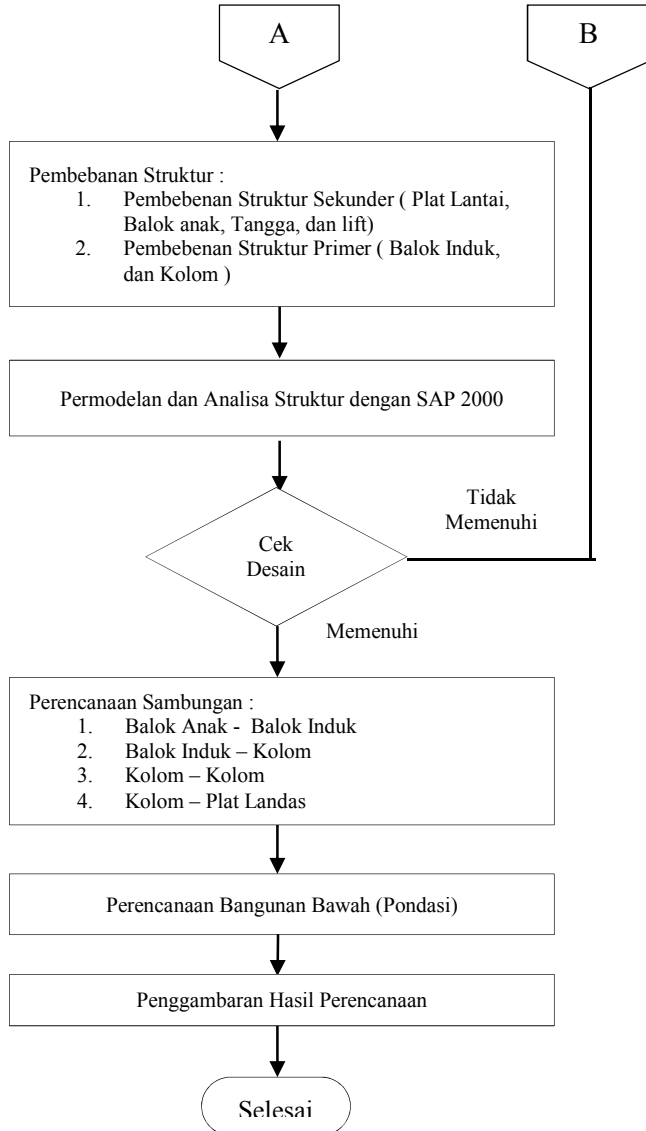 A
B
Pembebanan Struktur :
1. Pembebenan Struktur Sekunder ( Plat Lantai,
Balok anak, Tangga, dan lift)
2. Pembebenan Struktur Primer ( Balok Induk,
dan Kolom )
Permodelan dan Analisa Struktur dengan SAP 2000
Tidak
Memenuhi
Cek
Desain
Memenuhi
Perencanaan Sambungan :
1. Balok Anak - Balok Induk
2. Balok Induk – Kolom
3. Kolom – Kolom
4. Kolom – Plat Landas
Perencanaan Bangunan Bawah (Pondasi)
Penggambaran Hasil Perencanaan
Selesai